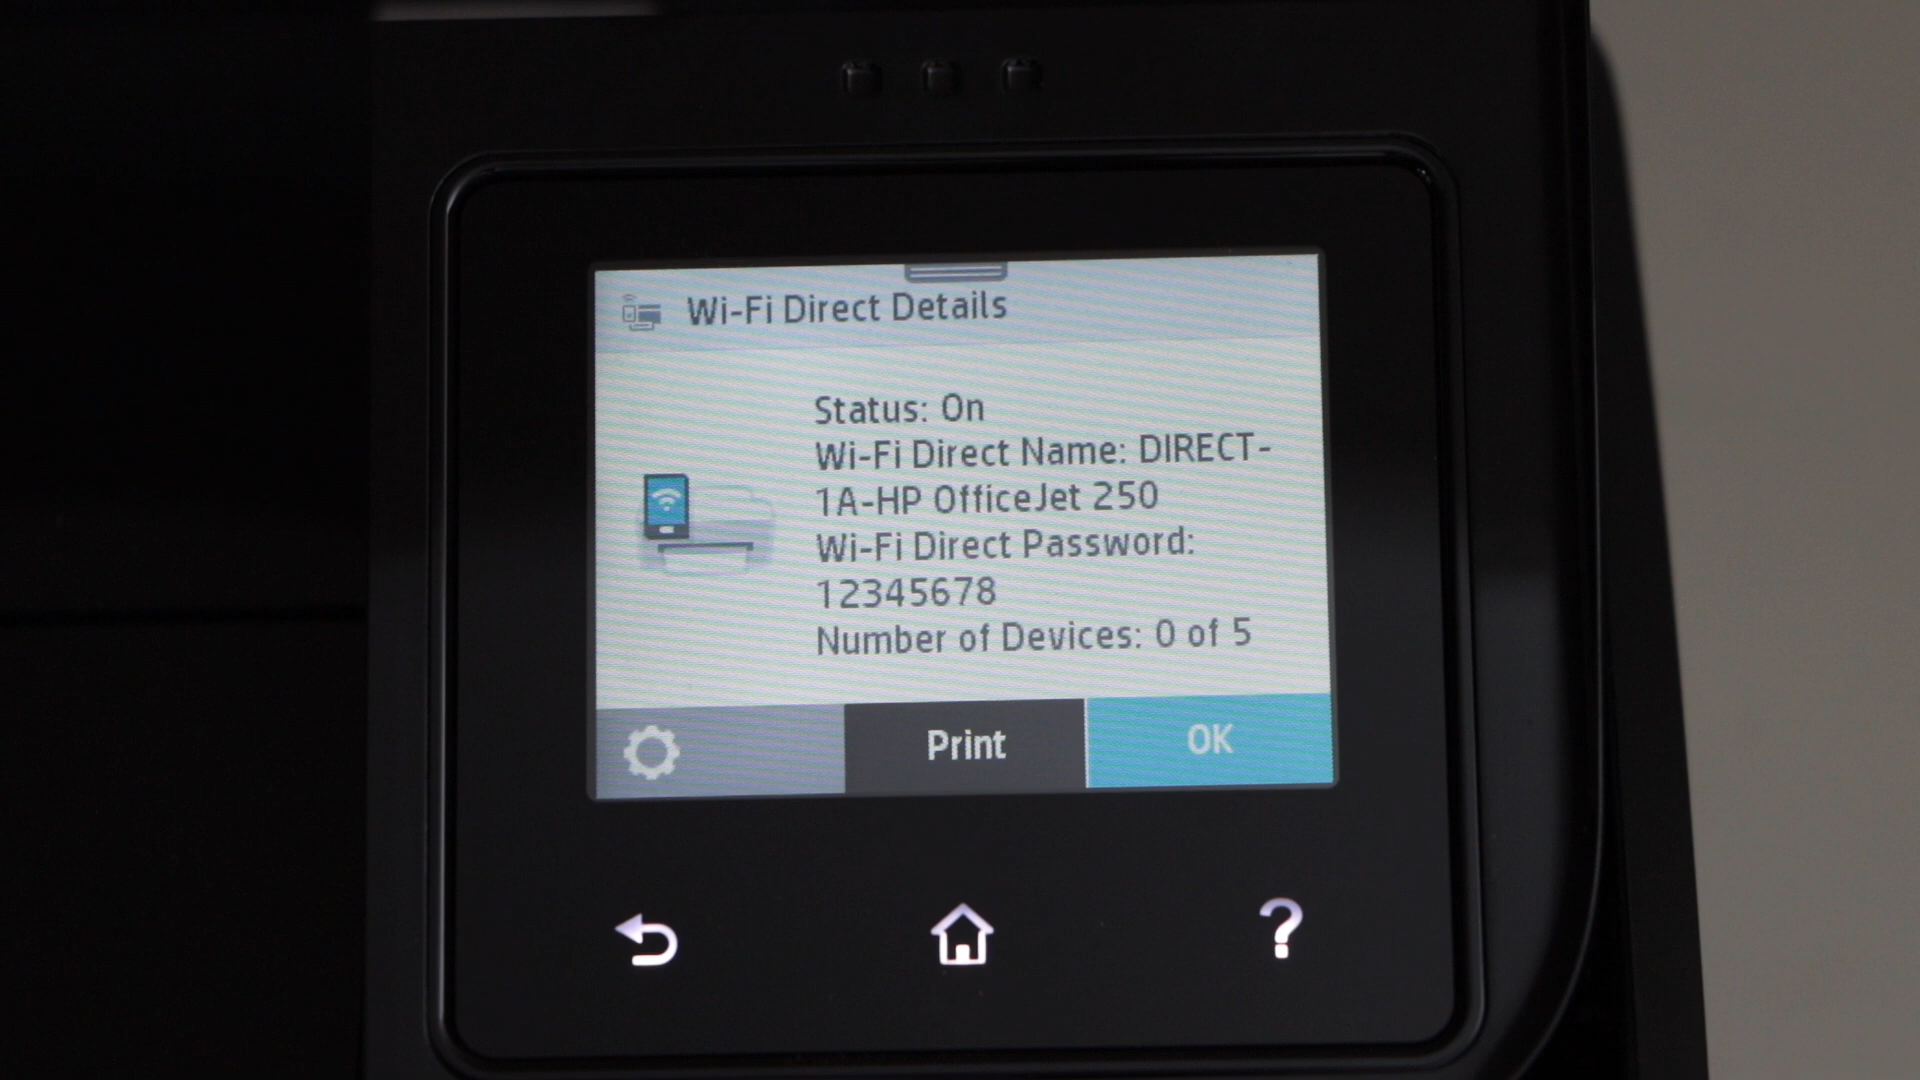 Wi-Fi Direct Details
Status: On
Wi-Fi Direct Name: DIRECT-
1A-HP OfficeJet 250
Wi-Fi Direct Password:
12345678
Number of Devices: 0 of 5
Print
OK
?